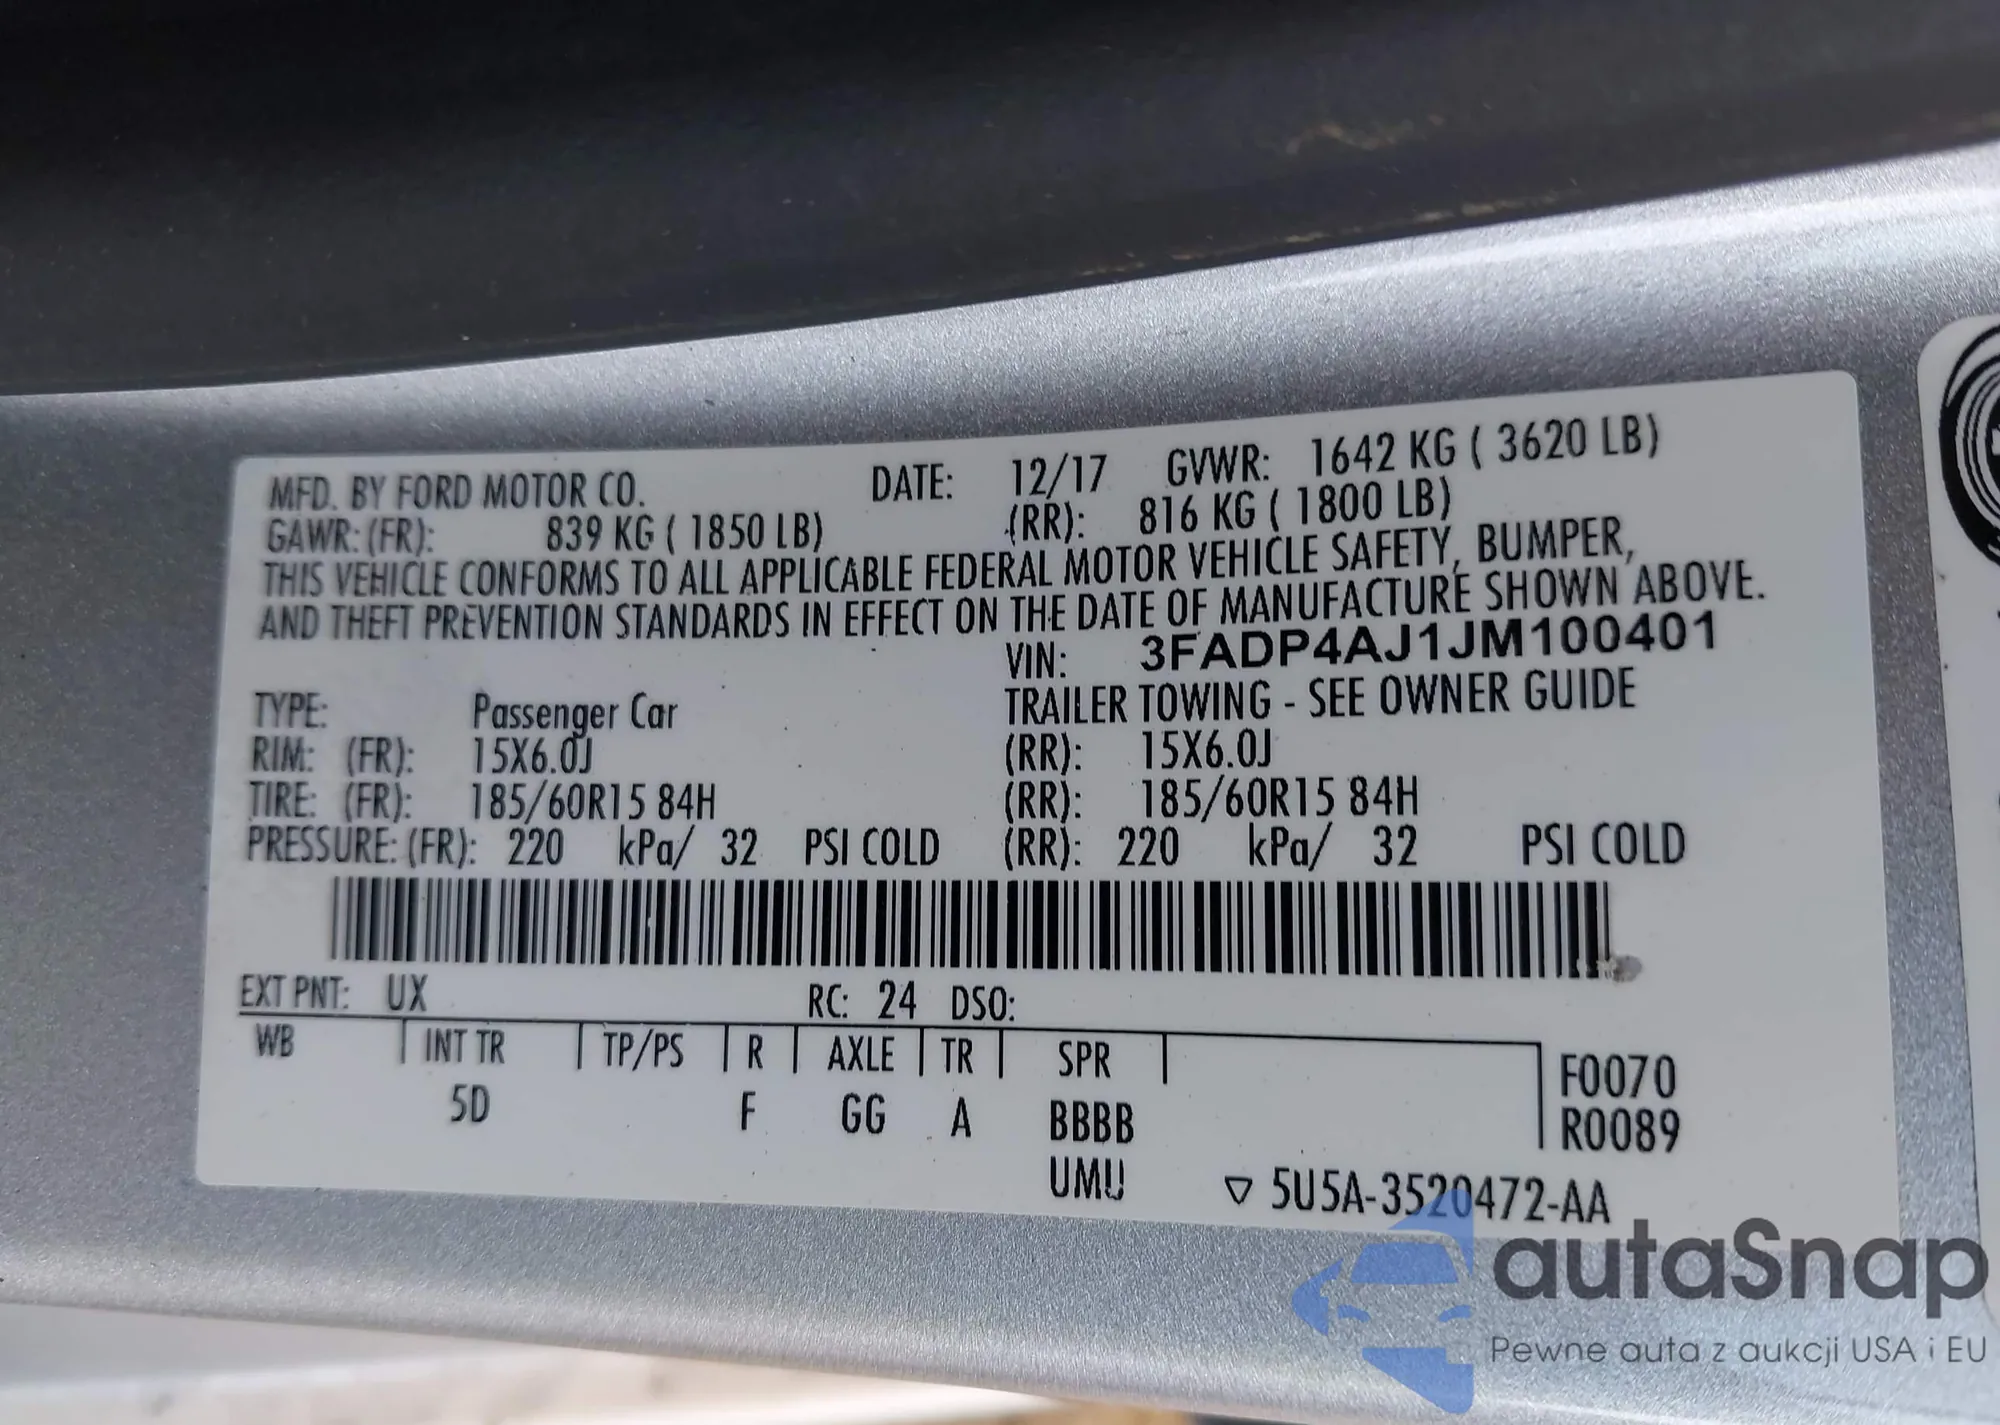 MFD. BY FORD MOTOR CO. DATE: 12/17 GVWR: 1642 KG ( 3620 LB)
GAWR: (FR): 839 KG ( 1850 LB) (RR): 816 KG ( 1800 LB)
THIS VEHICLE CONFORMS TO ALL APPLICABLE FEDERAL MOTOR VEHICLE SAFETY, BUMPER,
AND THEFT PREVENTION STANDARDS IN EFFECT ON THE DATE OF MANUFACTURE SHOWN ABOVE.
VIN: 3FADP4AJ1JM100401
TYPE: Passenger Car TRAILER TOWING - SEE OWNER GUIDE
RIM: (FR): 15X6.0J (RR): 15X6.0J
TIRE: (FR): 185/60R15 84H (RR): 185/60R15 84H
PRESSURE: (FR): 220 kPa/ 32 PSI COLD (RR): 220 kPa/ 32 PSI COLD
EXT PNT: UX RC: 24 DSO:
WB INT TR TP/PS R AXLE TR SPR F0070
5D F GG A BBBB R0089
UMU ▽ 5U5A-3520472-AA
autaSnap
Pewne auta z aukcji USA i EU